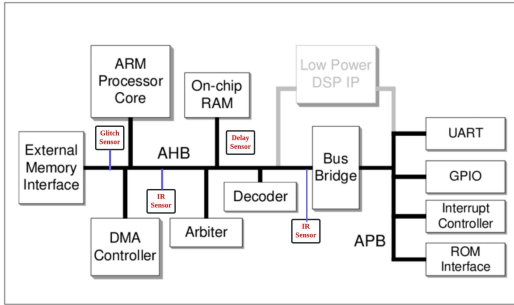 ARM
Processor
Core
On-chip
RAM
Low Power
DSP IP
Glitch
Sensor
Delay
Sensor
External
Memory
Interface
AHB
Bus
Bridge
UART
GPIO
Interrupt
Controller
ROM
Interface
IR
Sensor
Decoder
IR
Sensor
DMA
Controller
Arbiter
APB